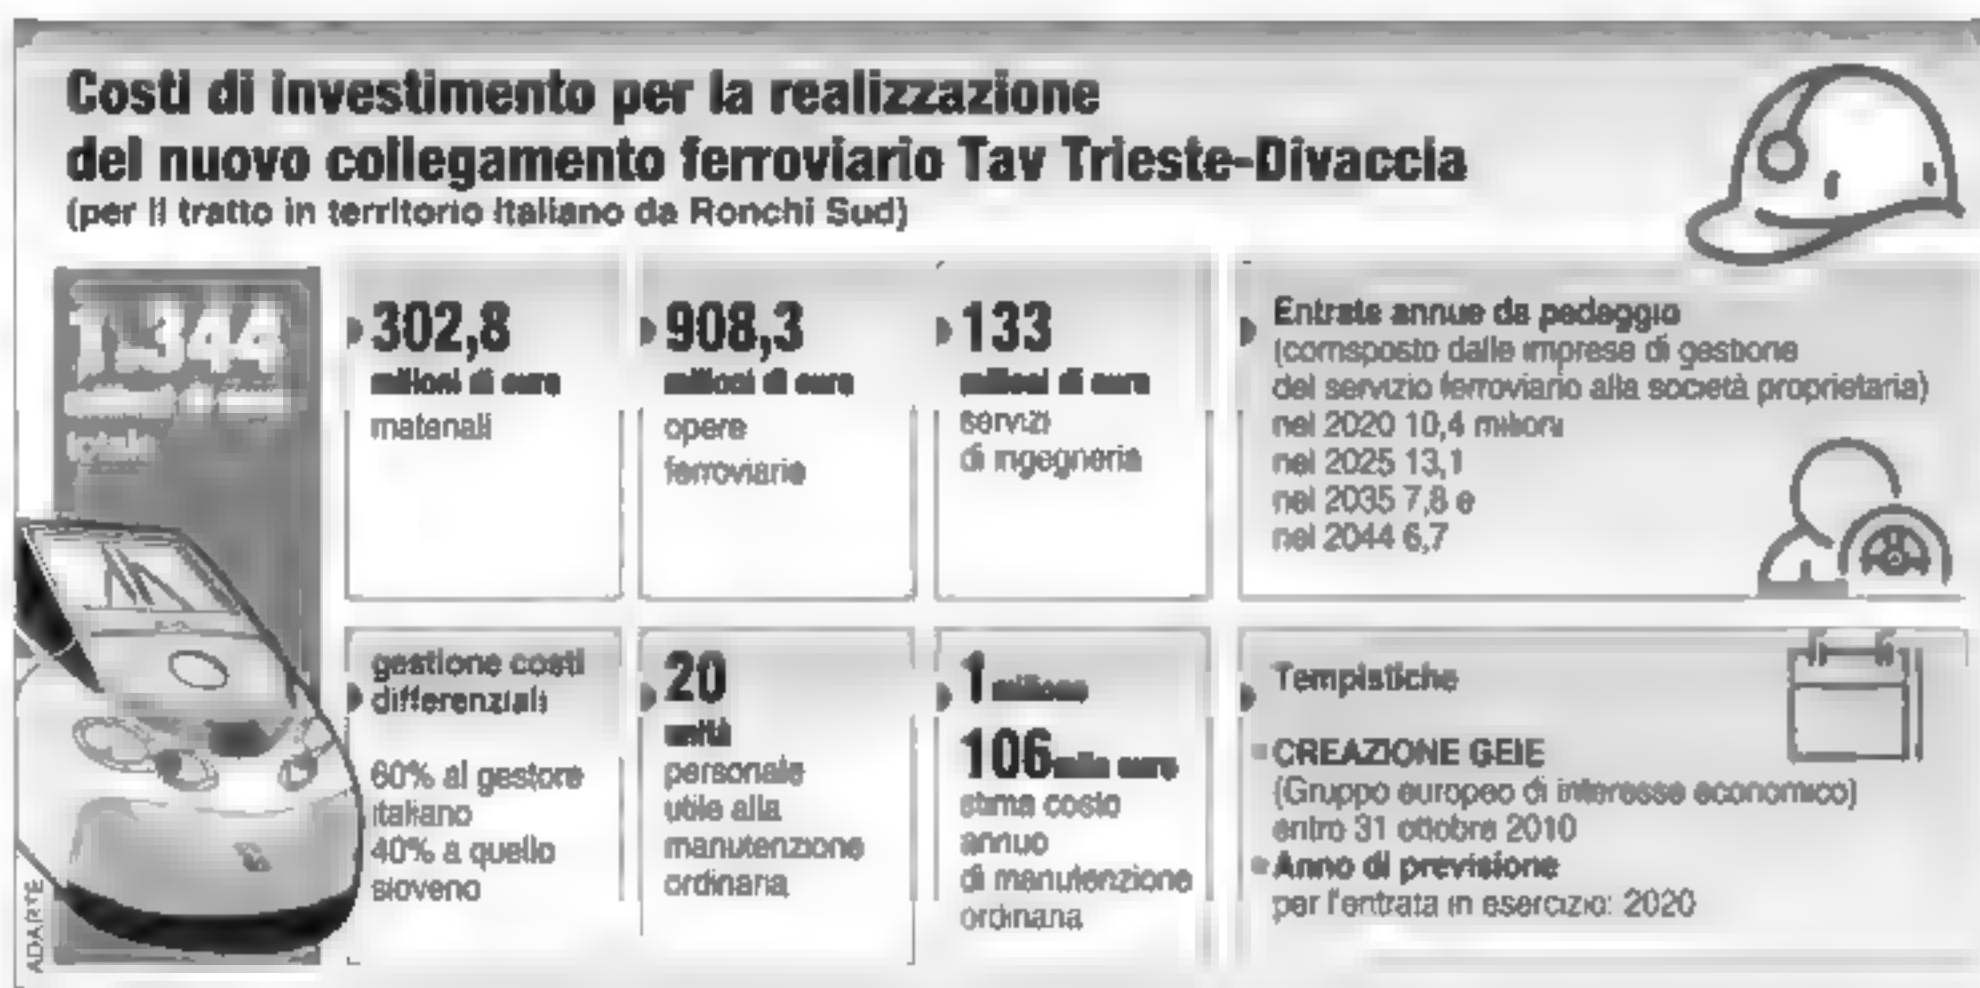 Costi di investimento per la realizzazione
del nuovo collegamento ferroviario Tav Trieste-Divaccia
(per il tratto in territorio italiano da Ronchi Sud)
1.344
milioni di euro
totale
302,8
milioni di euro
materiali
908,3
milioni di euro
opere
ferroviarie
133
milioni di euro
servizi
di ingegneria
Entrate annue da pedaggio
(corrisposto dalle imprese di gestione
del servizio ferroviario alla società proprietaria)
nel 2020 10,4 milioni
nel 2025 13,1
nel 2035 7,8 e
nel 2044 6,7
gestione costi
differenziali
60% al gestore
italiano
40% a quello
sloveno
20
unità
personale
utile alla
manutenzione
ordinaria
1 milione
106 mila euro
stima costo
annuo
di manutenzione
ordinaria
Tempistiche
CREAZIONE GEIE
(Gruppo europeo di interesse economico)
entro 31 ottobre 2010
Anno di previsione
per l'entrata in esercizio: 2020
ADARTE